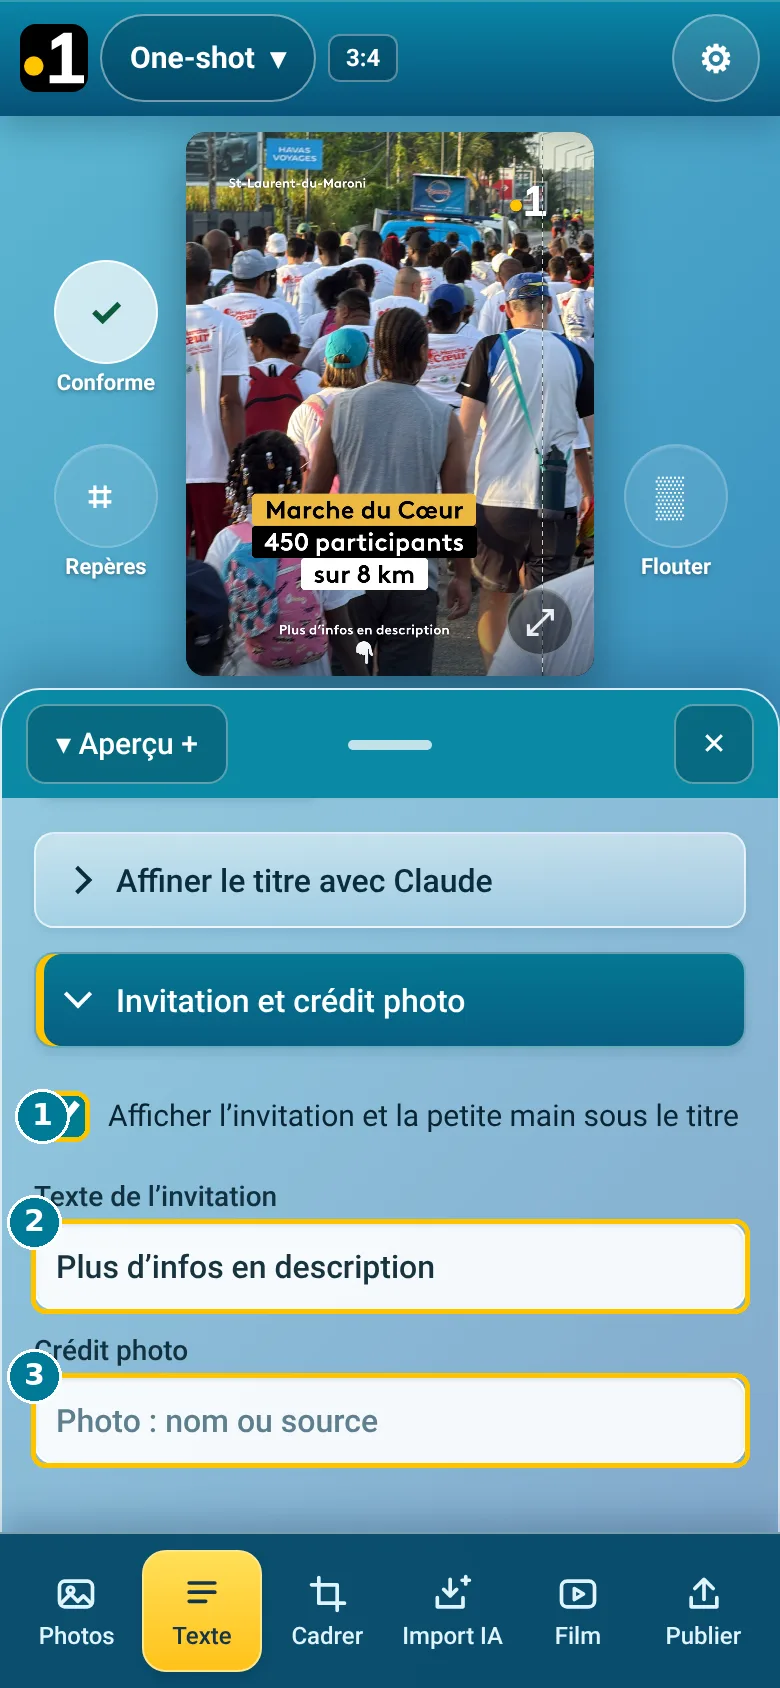 .1
One-shot ▼
3:4
HAVAS
VOYAGES
St-Laurent-du-Maroni
.1
Conforme
Repères
Flouter
Marche du Cœur
450 participants
sur 8 km
Plus d’infos en description
▾ Aperçu +
×
Affiner le titre avec Claude
Invitation et crédit photo
1
Afficher l’invitation et la petite main sous le titre
Texte de l’invitation
2
Plus d’infos en description
Crédit photo
3
Photo : nom ou source
Photos
Texte
Cadrer
Import IA
Film
Publier